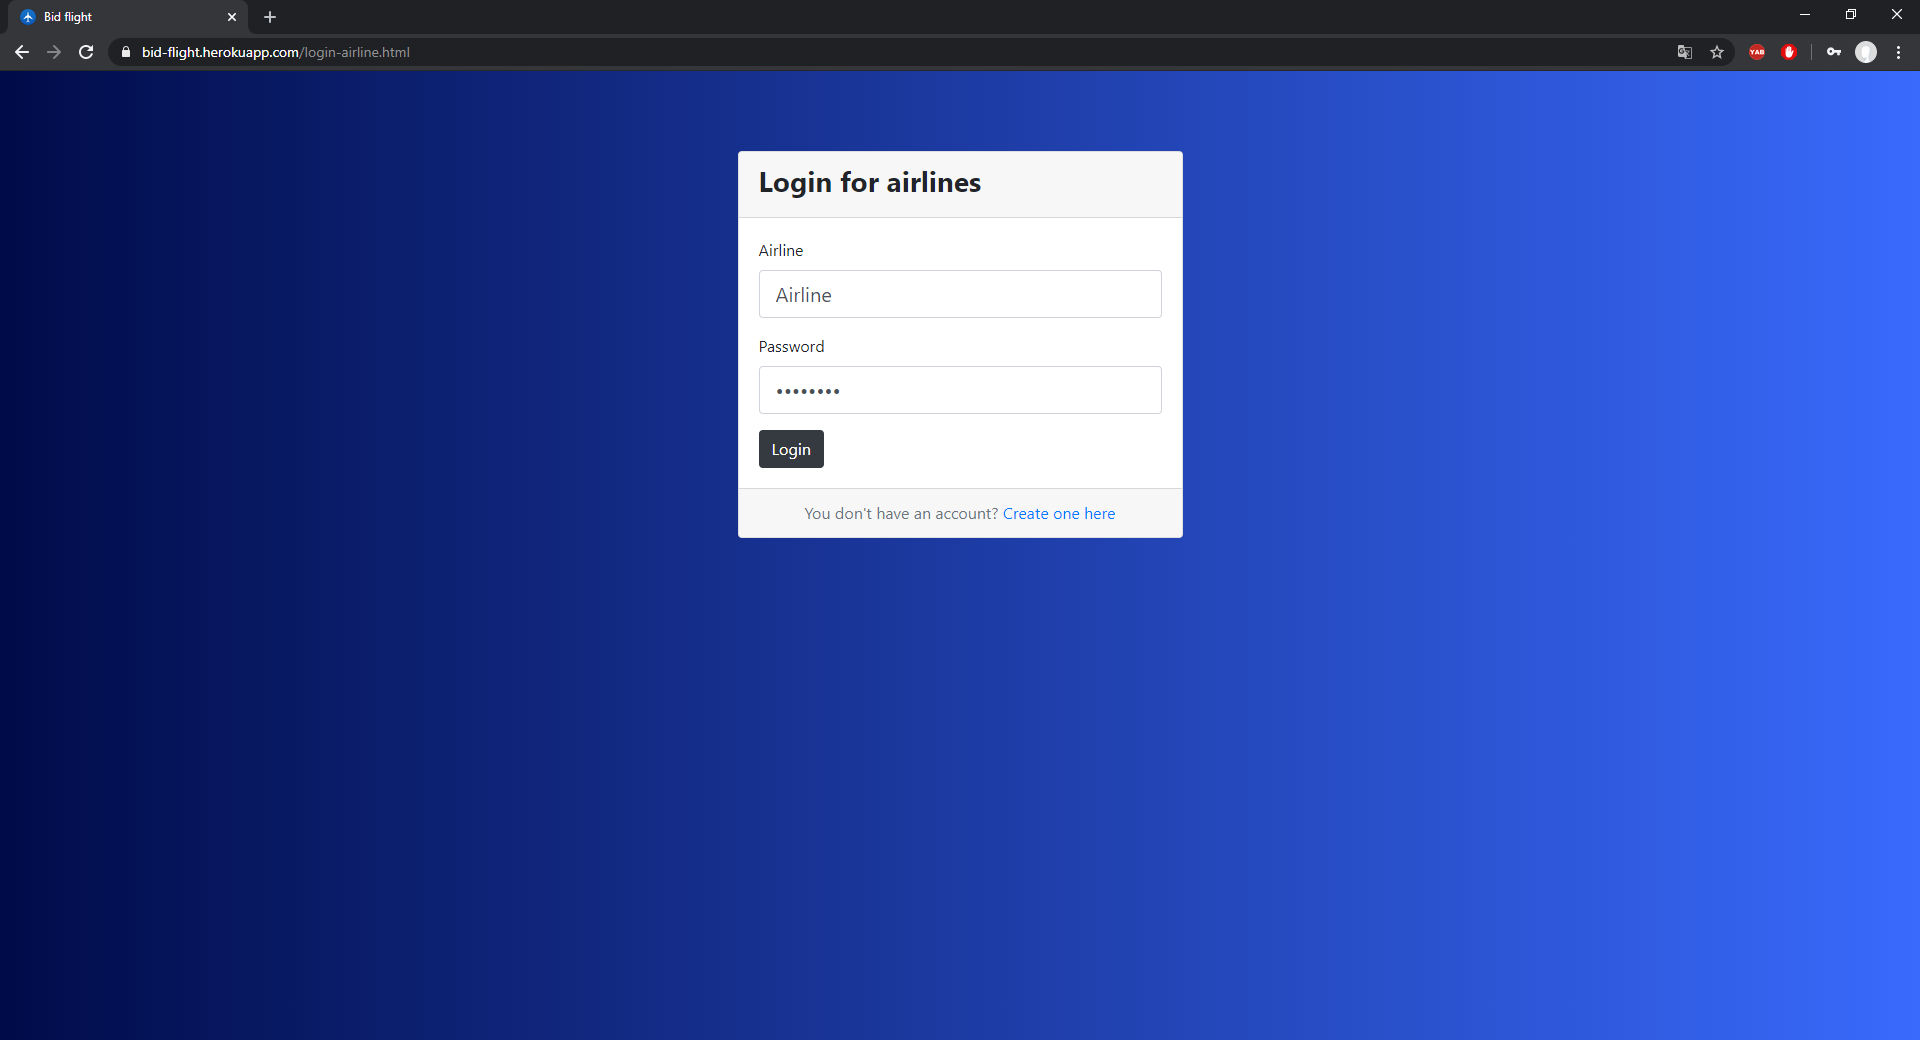 Bid flight
bid-flight.herokuapp.com/login-airline.html
YAB
Login for airlines
Airline
Airline
Password
••••••••
Login
You don't have an account? Create one here